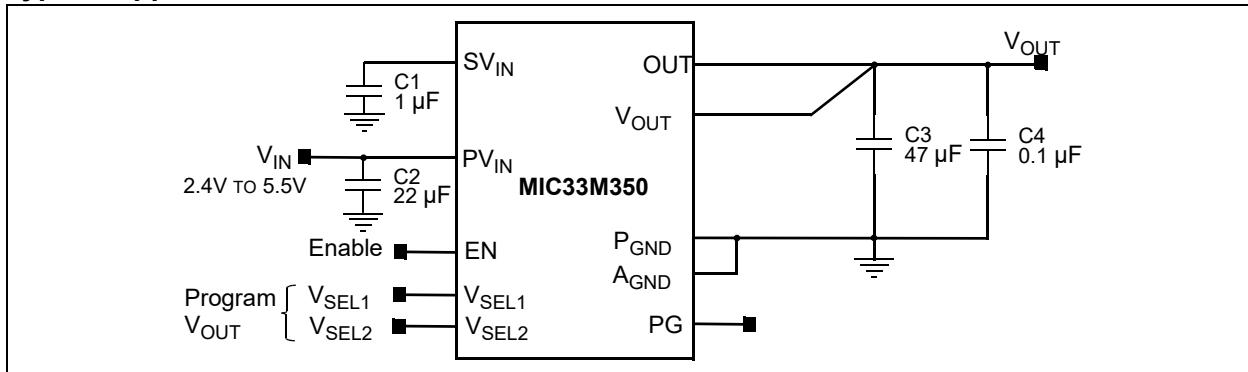 SVIN
C1
1 µF
VIN
2.4V TO 5.5V
PVIN
C2
22 µF
Enable
EN
Program
VOUT
VSEL1
VSEL2
VSEL1
VSEL2
MIC33M350
OUT
VOUT
PGND
AGND
PG
VOUT
C3
47 µF
C4
0.1 µF